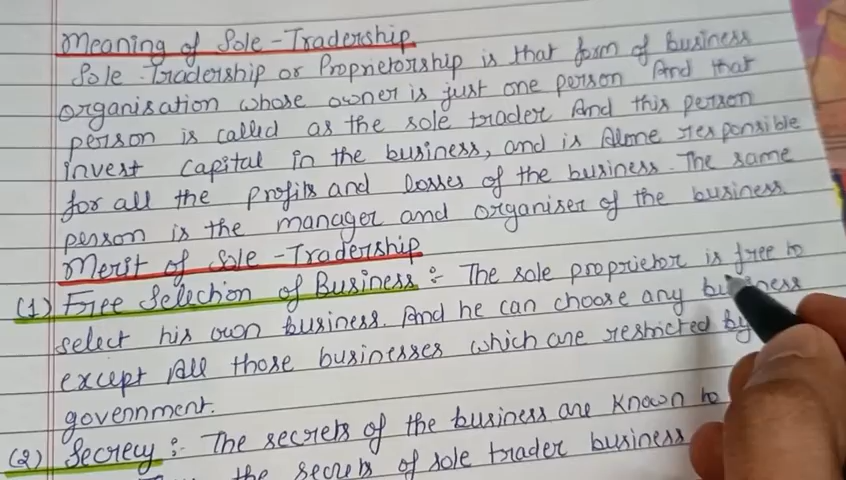 Meaning of Sole-Tradership
Sole Tradership or Proprietorship is that form of business
organisation whose owner is just one person And that
person is called as the sole trader And this person
invest capital in the business, and is Alone responsible
for all the profits and losses of the business. The same
person is the manager and organiser of the business
Merit of Sole-Tradership
(1) Free Selection of Business :- The sole proprietor is free to
select his own business. And he can choose any business
except All those businesses which are restricted by
government.
(2) Secrecy :- The secrets of the business are known to
the secrets of sole trader business